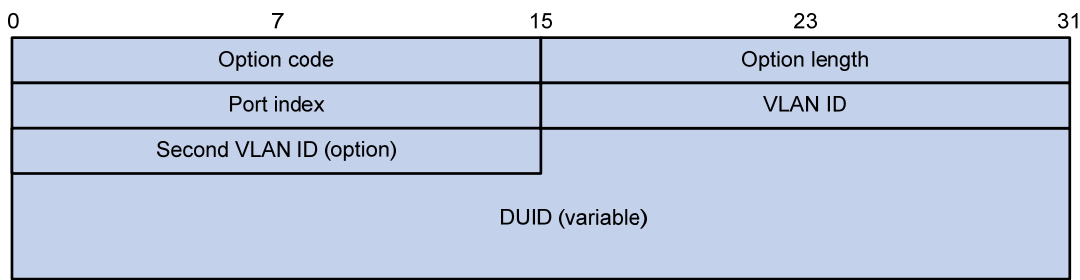 0 7 15 23 31
Option code Option length
Port index VLAN ID
Second VLAN ID (option)
DUID (variable)